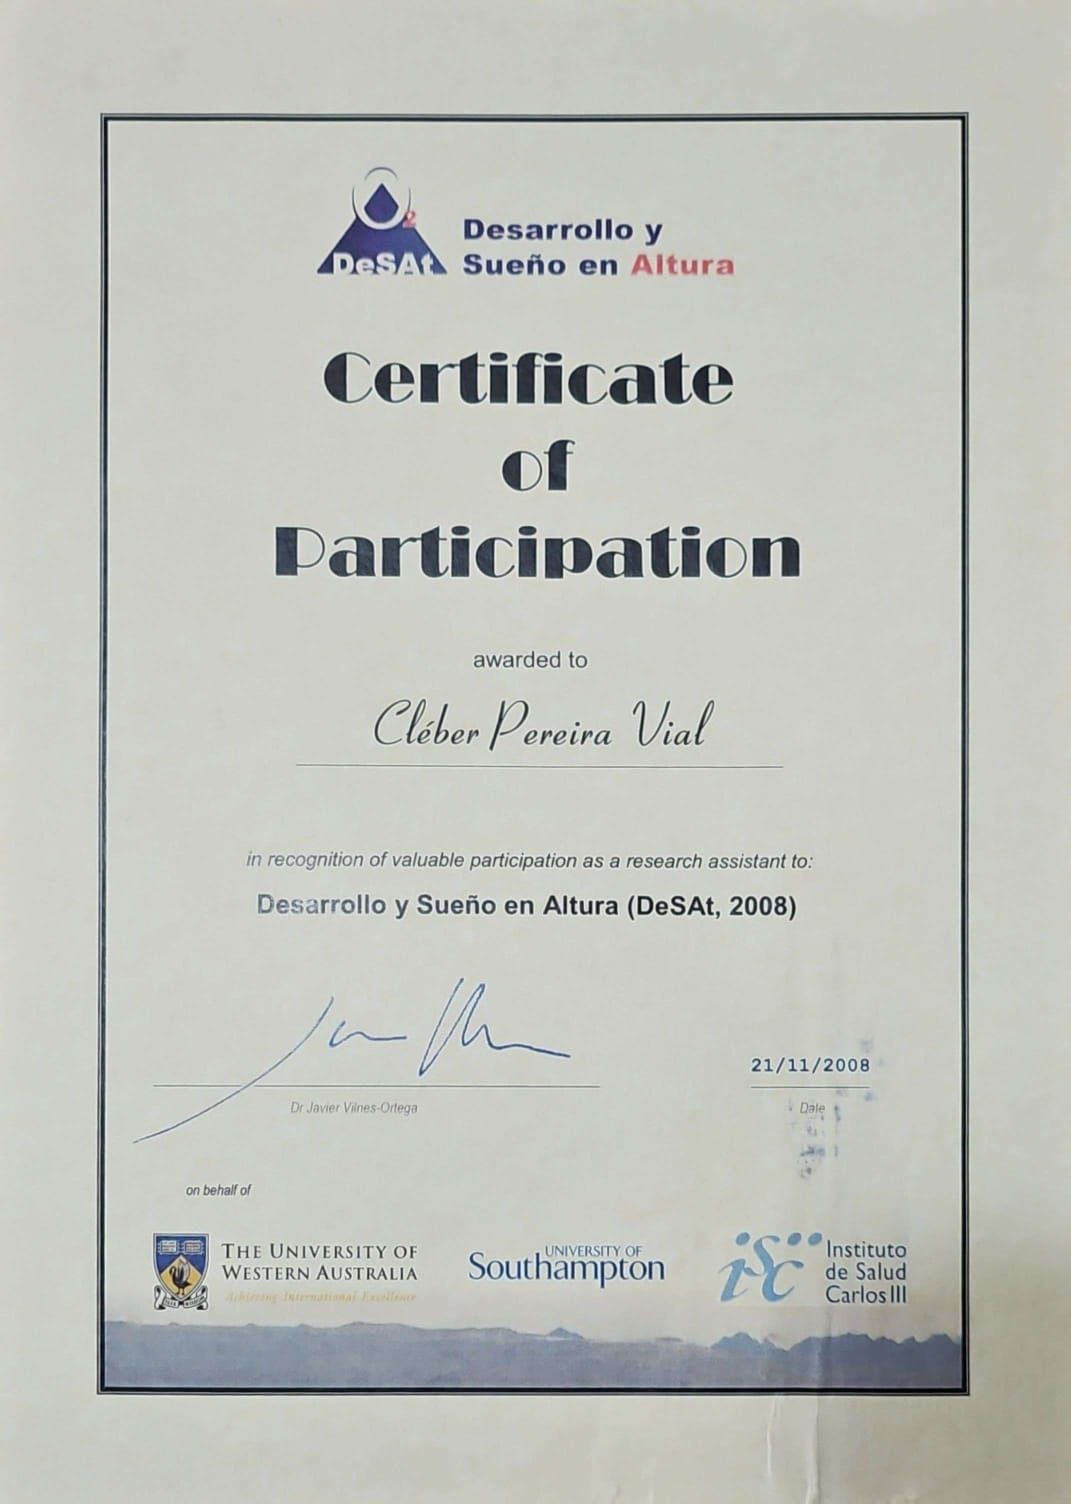 2
DeSAt
Desarrollo y
Sueño en Altura
Certificate
of
Participation
awarded to
Cléber Pereira Vial
in recognition of valuable participation as a research assistant to:
Desarrollo y Sueño en Altura (DeSAt, 2008)
21/11/2008
Dr Javier Vilnes-Ortega
Date
on behalf of
THE UNIVERSITY OF
WESTERN AUSTRALIA
Achieving International Excellence
UNIVERSITY OF
Southampton
isc
Instituto
de Salud
Carlos III